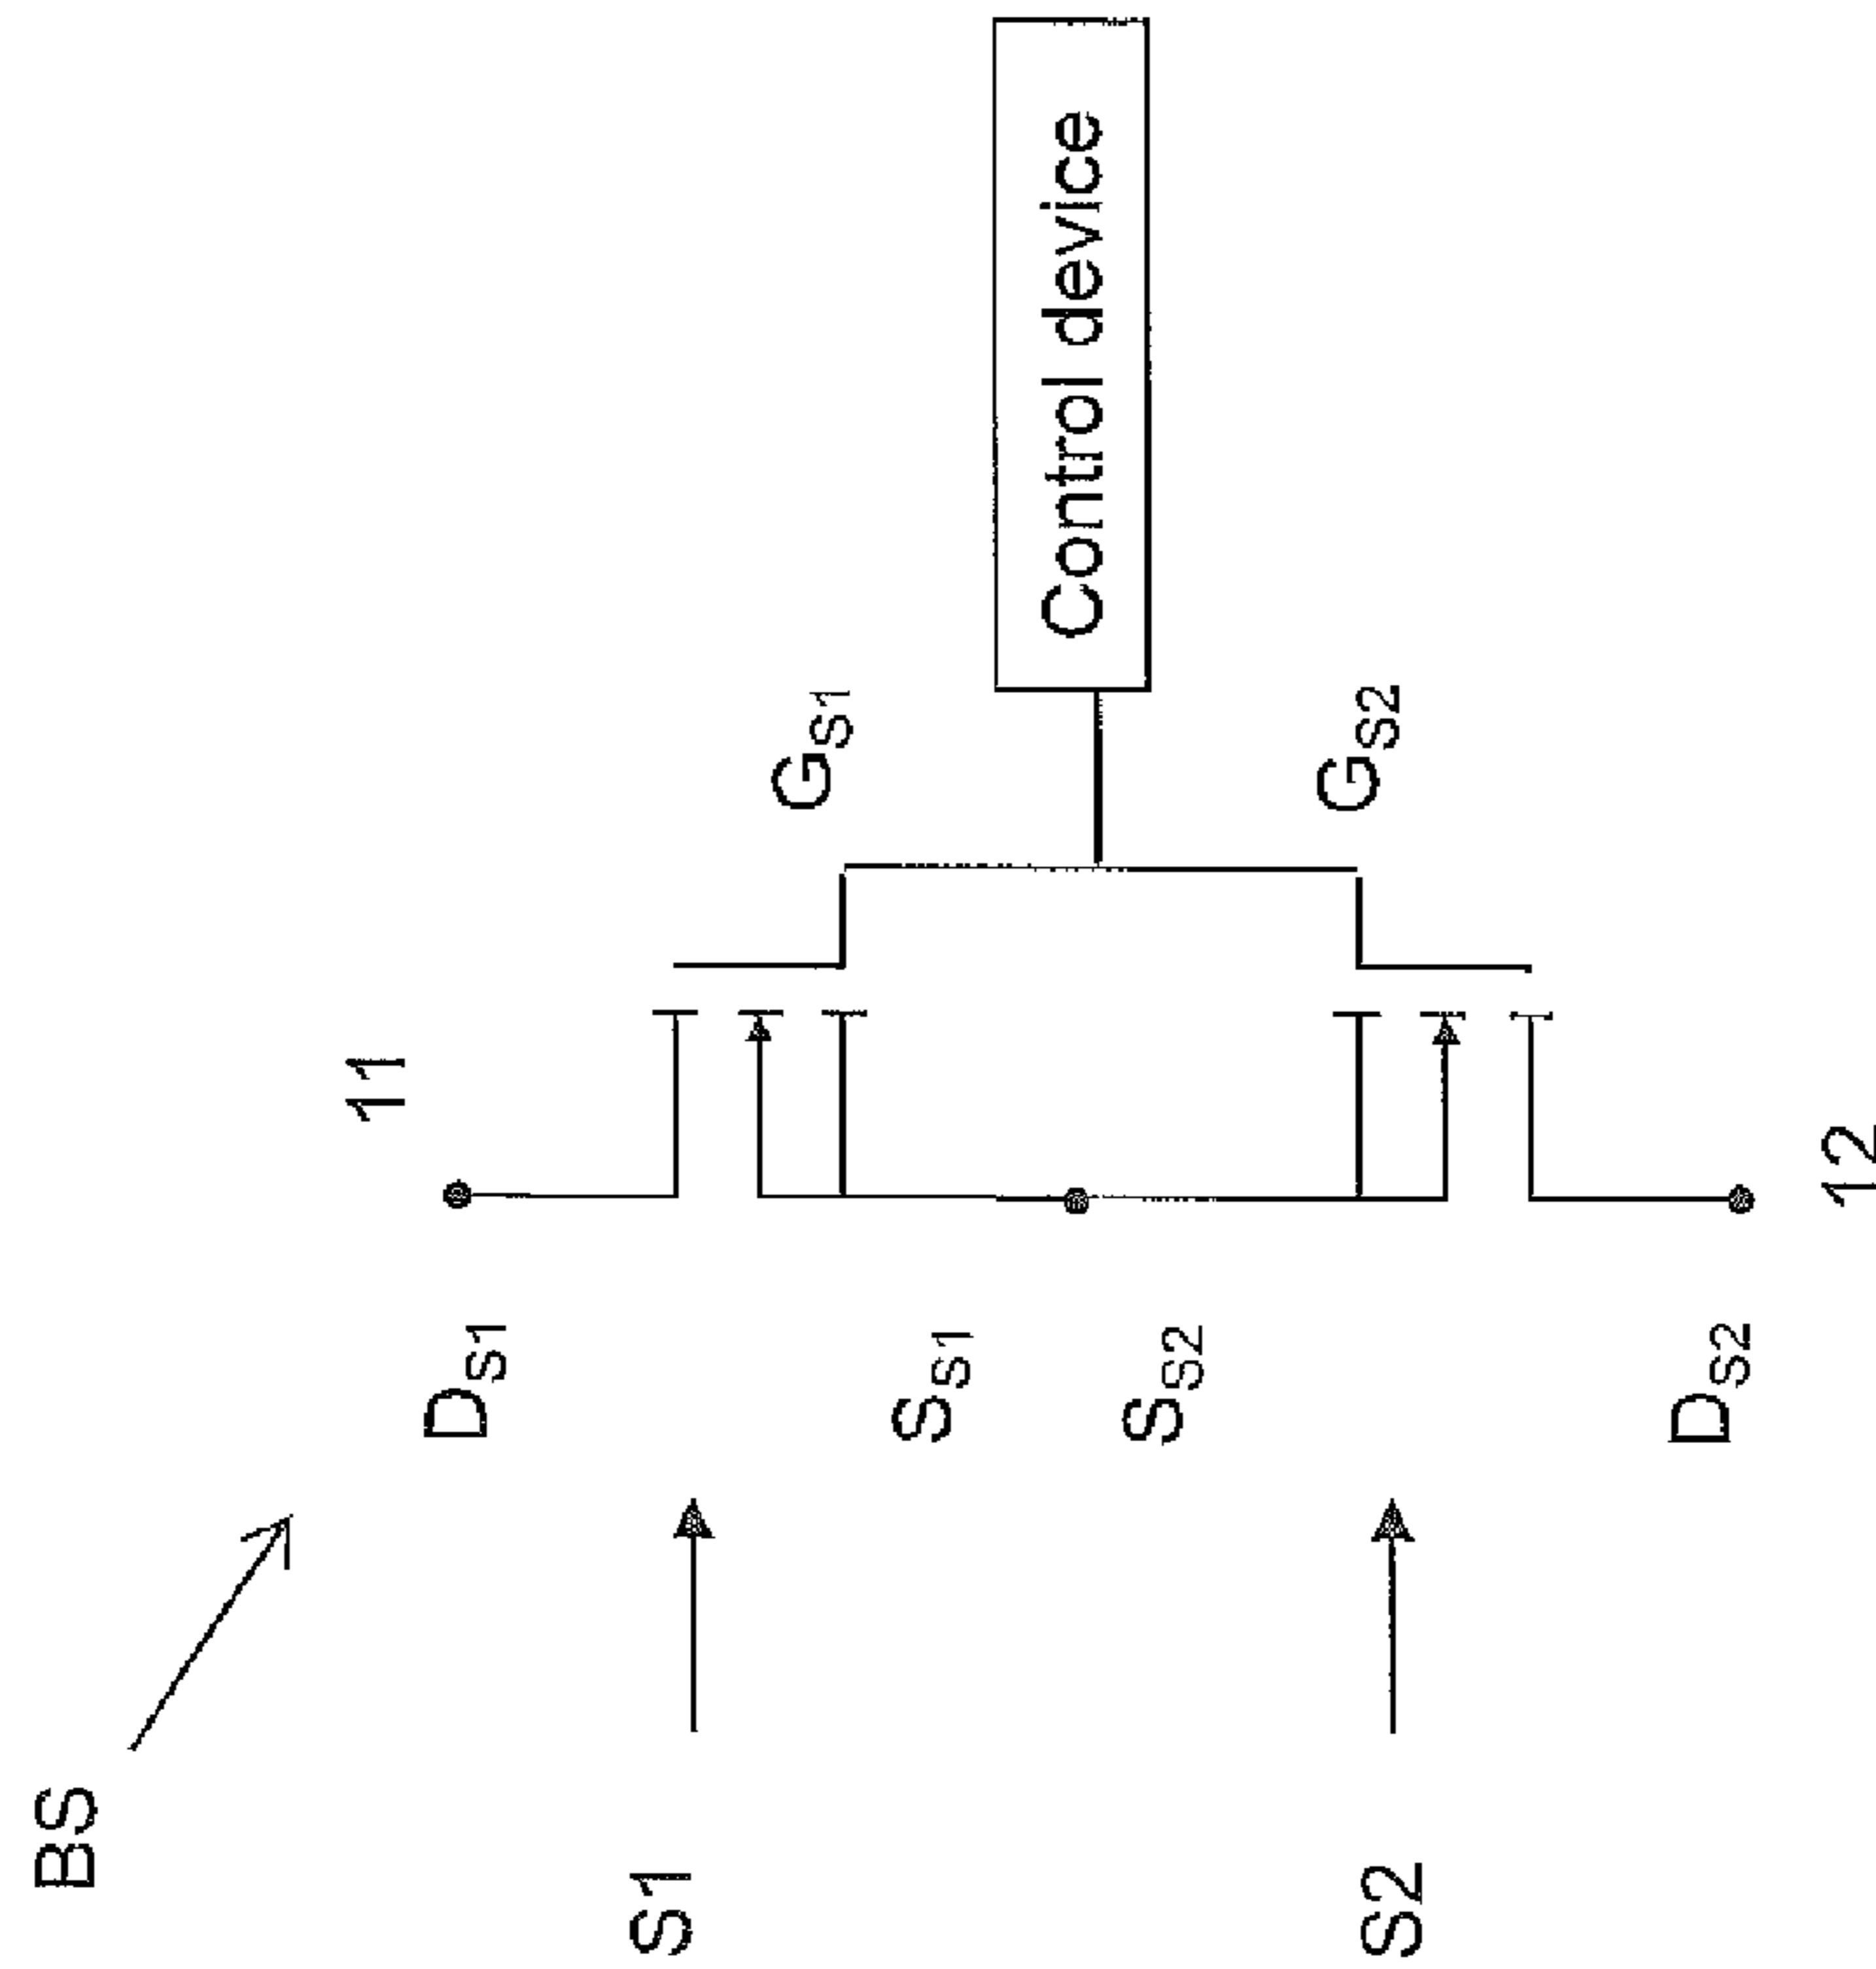 BS
S1
S2
D_S1
S_S1
S_S2
D_S2
11
12
G_S1
G_S2
Control device